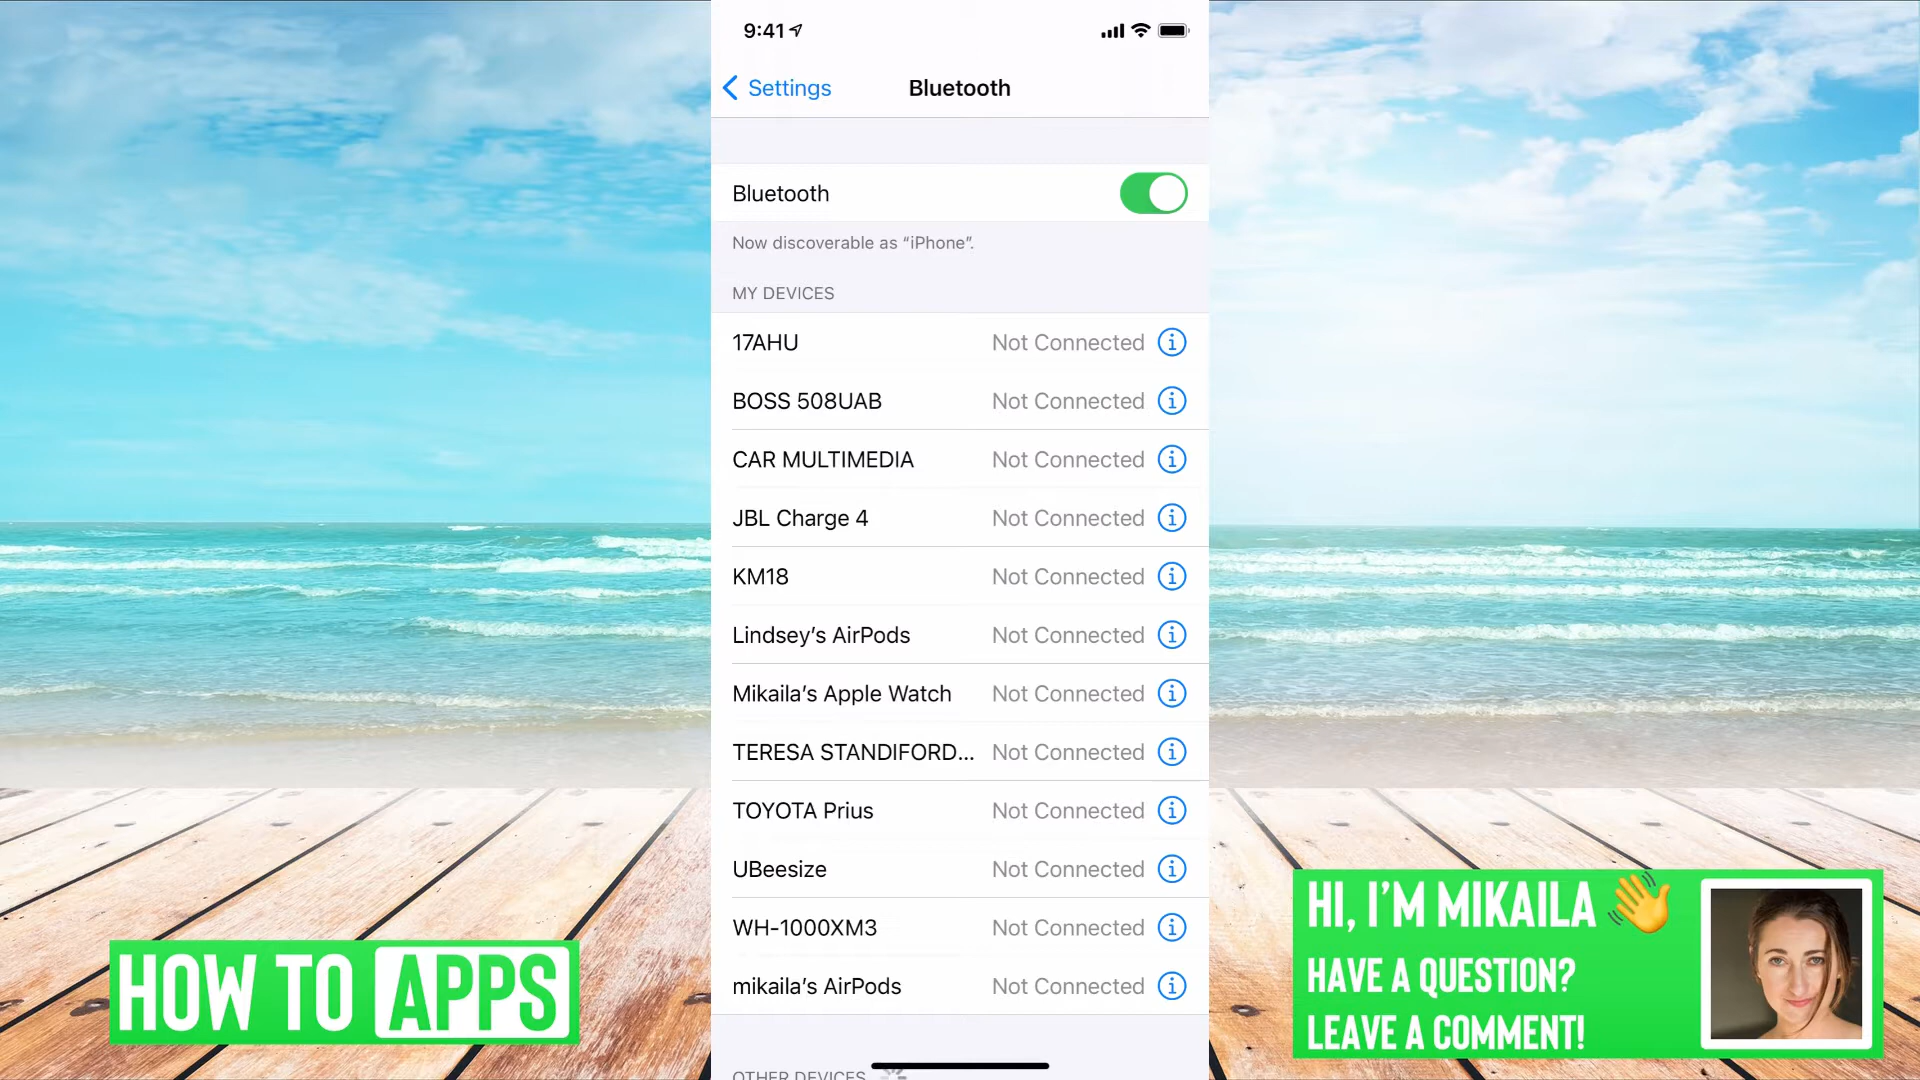 9:41
Settings
Bluetooth
Bluetooth
Now discoverable as “iPhone”.
MY DEVICES
17AHU Not Connected
BOSS 508UAB Not Connected
CAR MULTIMEDIA Not Connected
JBL Charge 4 Not Connected
KM18 Not Connected
Lindsey’s AirPods Not Connected
Mikaila’s Apple Watch Not Connected
TERESA STANDIFORD... Not Connected
TOYOTA Prius Not Connected
UBeesize Not Connected
WH-1000XM3 Not Connected
mikaila’s AirPods Not Connected
OTHER DEVICES
HOW TO APPS
HI, I’M MIKAILA 👋
HAVE A QUESTION?
LEAVE A COMMENT!